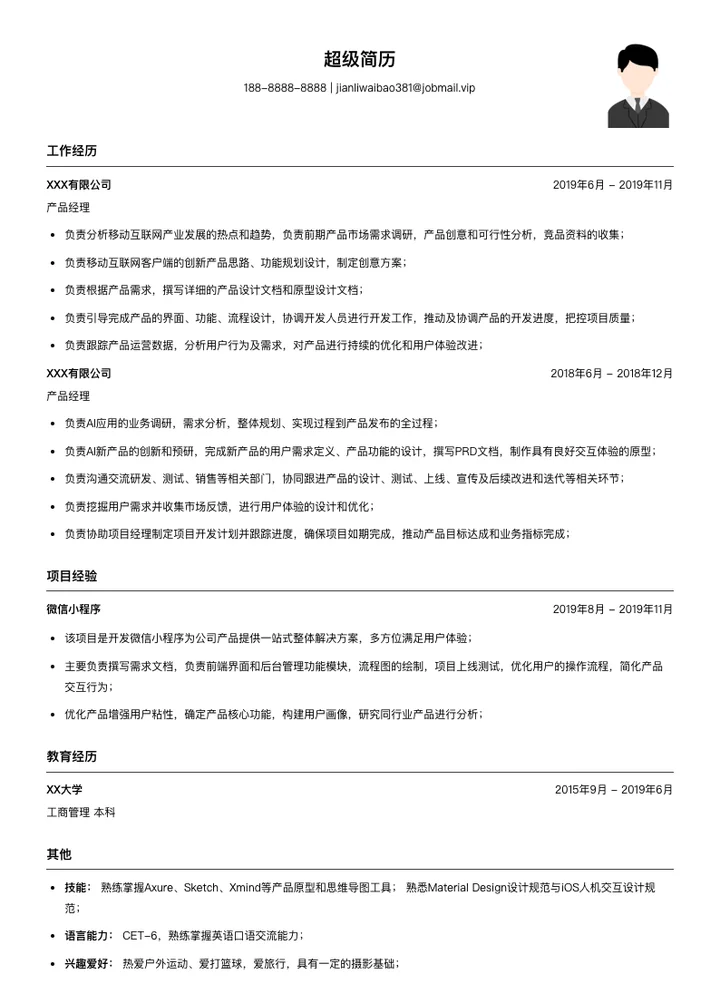 超级简历
188-8888-8888 | jianliwaibao381@jobmail.vip
工作经历
XXX有限公司 2019年6月 – 2019年11月
产品经理
• 负责分析移动互联网产业发展的热点和趋势，负责前期产品市场需求调研，产品创意和可行性分析，竞品资料的收集；
• 负责移动互联网客户端的创新产品思路、功能规划设计，制定创意方案；
• 负责根据产品需求，撰写详细的产品设计文档和原型设计文档；
• 负责引导完成产品的界面、功能、流程设计，协调开发人员进行开发工作，推动及协调产品的开发进度，把控项目质量；
• 负责跟踪产品运营数据，分析用户行为及需求，对产品进行持续的优化和用户体验改进；
XXX有限公司 2018年6月 – 2018年12月
产品经理
• 负责AI应用的业务调研，需求分析，整体规划、实现过程到产品发布的全过程；
• 负责AI新产品的创新和预研，完成新产品的用户需求定义、产品功能的设计，撰写PRD文档，制作具有良好交互体验的原型；
• 负责沟通交流研发、测试、销售等相关部门，协同跟进产品的设计、测试、上线、宣传及后续改进和迭代等相关环节；
• 负责挖掘用户需求并收集市场反馈，进行用户体验的设计和优化；
• 负责协助项目经理制定项目开发计划并跟踪进度，确保项目如期完成，推动产品目标达成和业务指标完成；
项目经验
微信小程序 2019年8月 – 2019年11月
• 该项目是开发微信小程序为公司产品提供一站式整体解决方案，多方位满足用户体验；
• 主要负责撰写需求文档，负责前端界面和后台管理功能模块，流程图的绘制，项目上线测试，优化用户的操作流程，简化产品
交互行为；
• 优化产品增强用户粘性，确定产品核心功能，构建用户画像，研究同行业产品进行分析；
教育经历
XX大学 2015年9月 – 2019年6月
工商管理 本科
其他
• 技能： 熟练掌握Axure、Sketch、Xmind等产品原型和思维导图工具； 熟悉Material Design设计规范与iOS人机交互设计规
范；
• 语言能力： CET-6，熟练掌握英语口语交流能力；
• 兴趣爱好： 热爱户外运动、爱打篮球，爱旅行，具有一定的摄影基础；